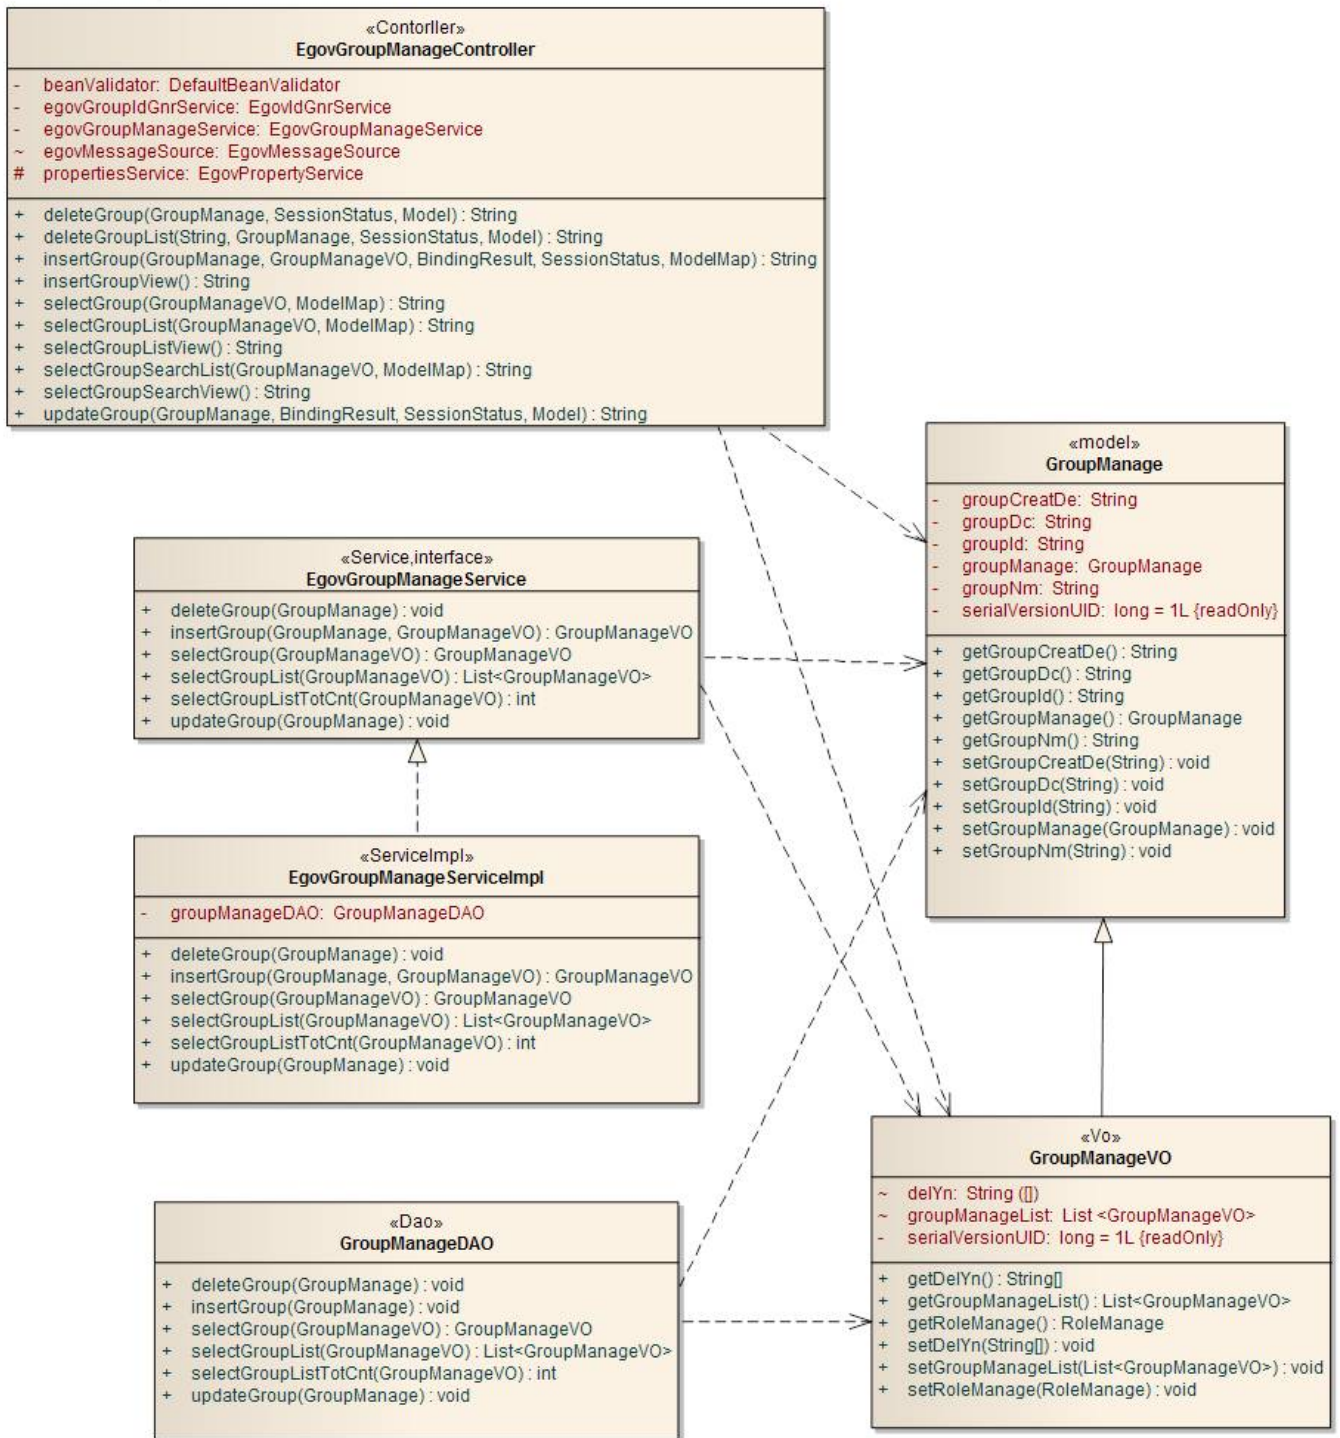 «Contorller»
EgovGroupManageController
- beanValidator: DefaultBeanValidator
- egovGroupIdGnrService: EgovIdGnrService
- egovGroupManageService: EgovGroupManageService
~ egovMessageSource: EgovMessageSource
# propertiesService: EgovPropertyService
+ deleteGroup(GroupManage, SessionStatus, Model) : String
+ deleteGroupList(String, GroupManage, SessionStatus, Model) : String
+ insertGroup(GroupManage, GroupManageVO, BindingResult, SessionStatus, ModelMap) : String
+ insertGroupView() : String
+ selectGroup(GroupManageVO, ModelMap) : String
+ selectGroupList(GroupManageVO, ModelMap) : String
+ selectGroupListView() : String
+ selectGroupSearchList(GroupManageVO, ModelMap) : String
+ selectGroupSearchView() : String
+ updateGroup(GroupManage, BindingResult, SessionStatus, Model) : String
«model»
GroupManage
- groupCreatDe: String
- groupDc: String
- groupId: String
- groupManage: GroupManage
- groupNm: String
- serialVersionUID: long = 1L {readOnly}
+ getGroupCreatDe() : String
+ getGroupDc() : String
+ getGroupId() : String
+ getGroupManage() : GroupManage
+ getGroupNm() : String
+ setGroupCreatDe(String) : void
+ setGroupDc(String) : void
+ setGroupId(String) : void
+ setGroupManage(GroupManage) : void
+ setGroupNm(String) : void
«Service,interface»
EgovGroupManageService
+ deleteGroup(GroupManage) : void
+ insertGroup(GroupManage, GroupManageVO) : GroupManageVO
+ selectGroup(GroupManageVO) : GroupManageVO
+ selectGroupList(GroupManageVO) : List<GroupManageVO>
+ selectGroupListTotCnt(GroupManageVO) : int
+ updateGroup(GroupManage) : void
«ServiceImpl»
EgovGroupManageServiceImpl
- groupManageDAO: GroupManageDAO
+ deleteGroup(GroupManage) : void
+ insertGroup(GroupManage, GroupManageVO) : GroupManageVO
+ selectGroup(GroupManageVO) : GroupManageVO
+ selectGroupList(GroupManageVO) : List<GroupManageVO>
+ selectGroupListTotCnt(GroupManageVO) : int
+ updateGroup(GroupManage) : void
«Vo»
GroupManageVO
~ delYn: String ([])
~ groupManageList: List <GroupManageVO>
- serialVersionUID: long = 1L {readOnly}
+ getDelYn() : String[]
+ getGroupManageList() : List<GroupManageVO>
+ getRoleManage() : RoleManage
+ setDelYn(String[]) : void
+ setGroupManageList(List<GroupManageVO>) : void
+ setRoleManage(RoleManage) : void
«Dao»
GroupManageDAO
+ deleteGroup(GroupManage) : void
+ insertGroup(GroupManage) : void
+ selectGroup(GroupManageVO) : GroupManageVO
+ selectGroupList(GroupManageVO) : List<GroupManageVO>
+ selectGroupListTotCnt(GroupManageVO) : int
+ updateGroup(GroupManage) : void